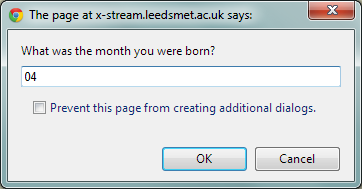 The page at x-stream.leedsmet.ac.uk says:
What was the month you were born?
04
Prevent this page from creating additional dialogs.
OK Cancel